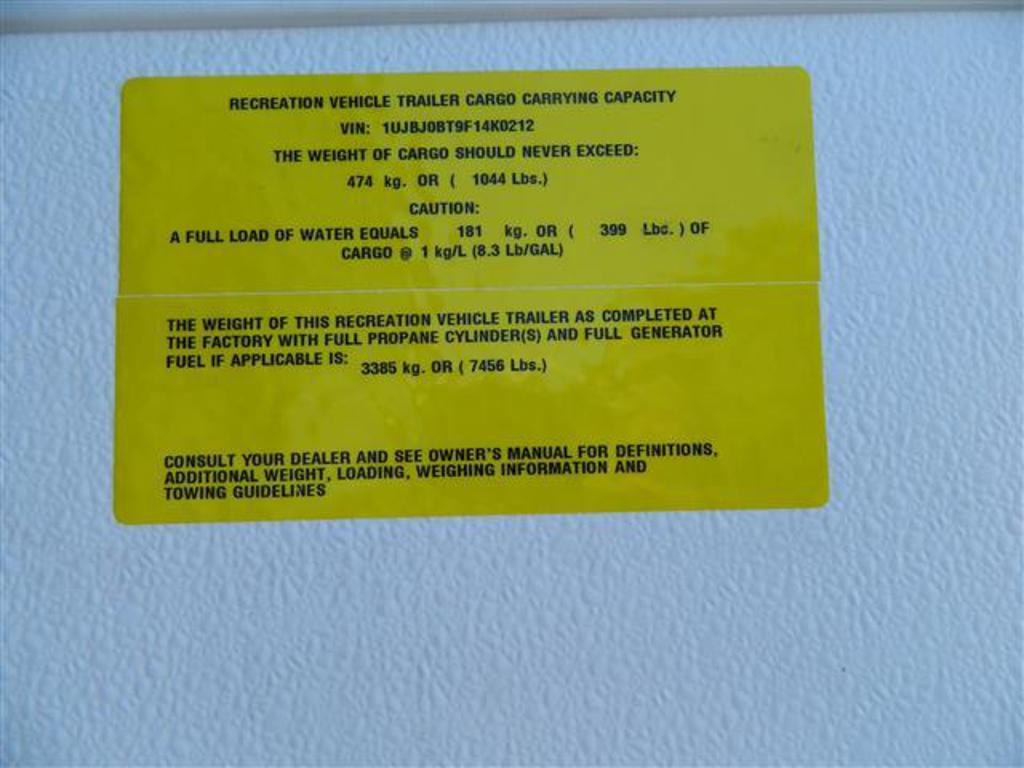 RECREATION VEHICLE TRAILER CARGO CARRYING CAPACITY
VIN: 1UJBJ0BT9F14K0212
THE WEIGHT OF CARGO SHOULD NEVER EXCEED:
474 kg. OR ( 1044 Lbs.)
CAUTION:
A FULL LOAD OF WATER EQUALS 181 kg. OR ( 399 Lbs. ) OF
CARGO @ 1 kg/L (8.3 Lb/GAL)
THE WEIGHT OF THIS RECREATION VEHICLE TRAILER AS COMPLETED AT
THE FACTORY WITH FULL PROPANE CYLINDER(S) AND FULL GENERATOR
FUEL IF APPLICABLE IS: 3385 kg. OR ( 7456 Lbs.)
CONSULT YOUR DEALER AND SEE OWNER'S MANUAL FOR DEFINITIONS,
ADDITIONAL WEIGHT, LOADING, WEIGHING INFORMATION AND
TOWING GUIDELINES